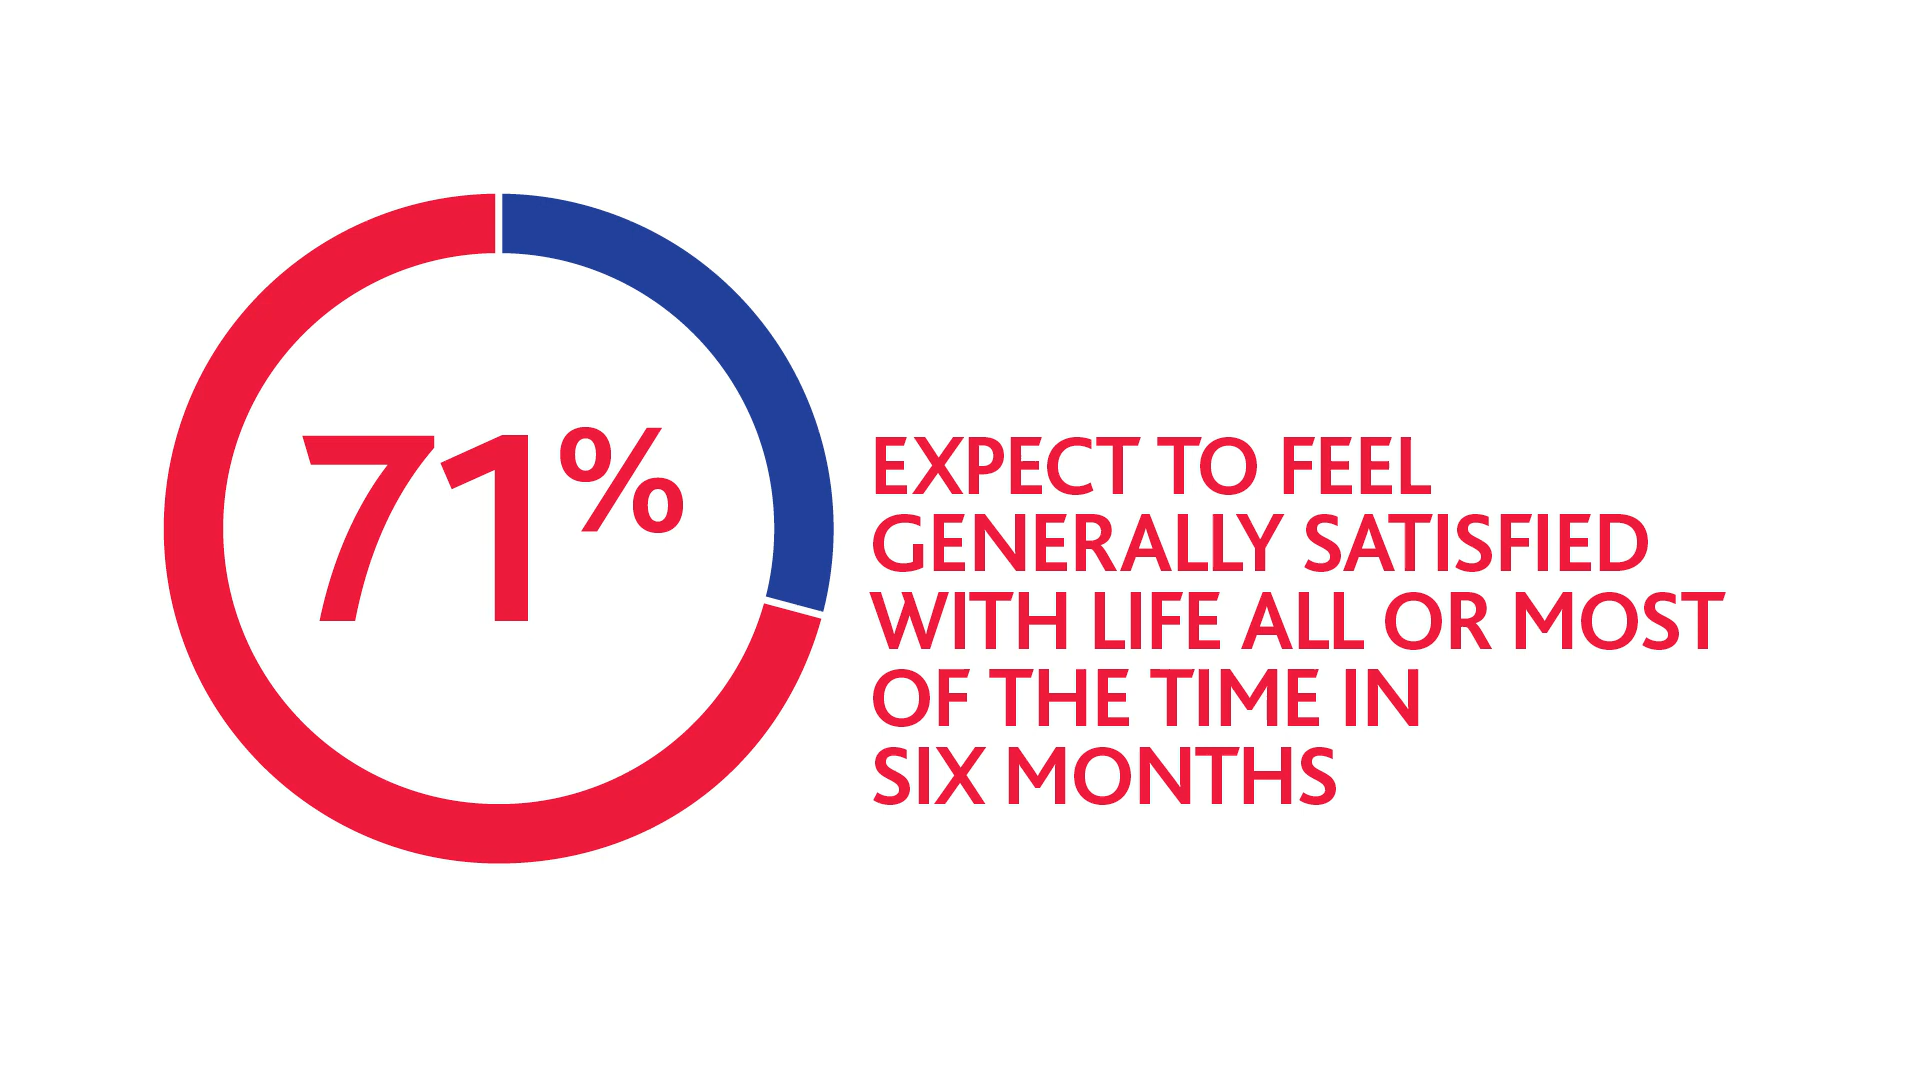 71%
EXPECT TO FEEL
GENERALLY SATISFIED
WITH LIFE ALL OR MOST
OF THE TIME IN
SIX MONTHS